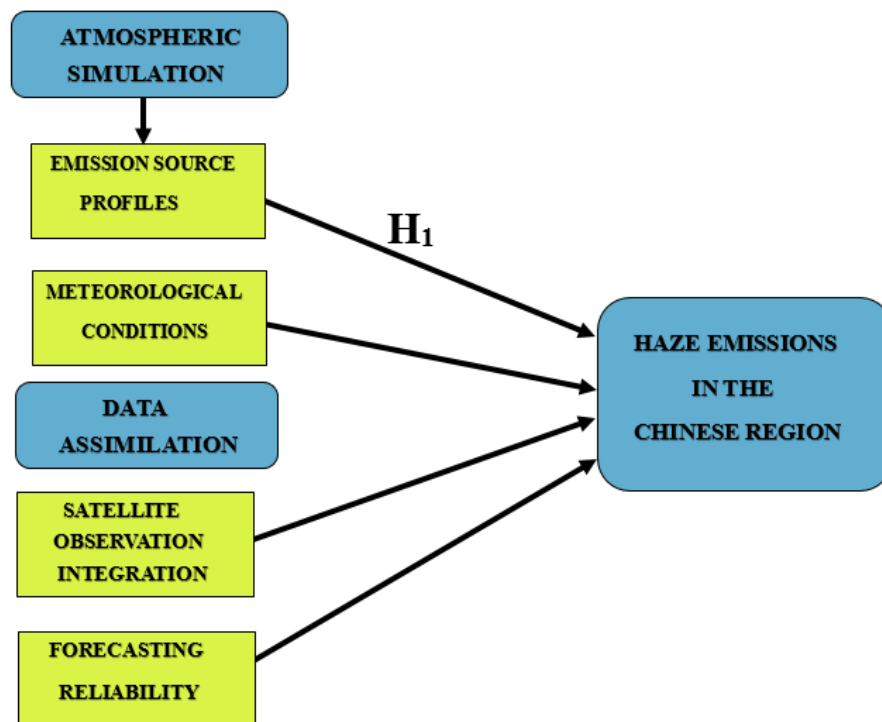 ATMOSPHERIC
SIMULATION
EMISSION SOURCE
PROFILES
H₁
METEOROLOGICAL
CONDITIONS
HAZE EMISSIONS
IN THE
CHINESE REGION
DATA
ASSIMILATION
SATELLITE
OBSERVATION
INTEGRATION
FORECASTING
RELIABILITY